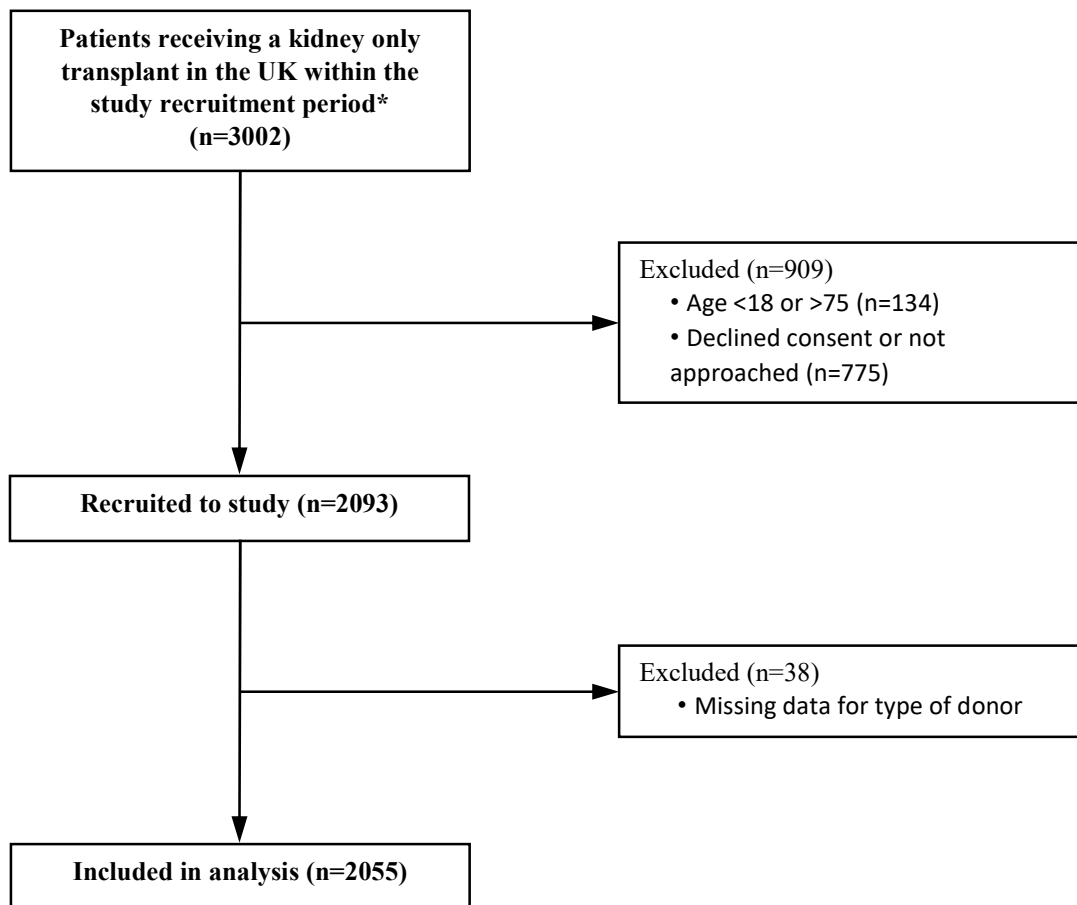 Patients receiving a kidney only
transplant in the UK within the
study recruitment period*
(n=3002)
Excluded (n=909)
• Age <18 or >75 (n=134)
• Declined consent or not
approached (n=775)
Recruited to study (n=2093)
Excluded (n=38)
• Missing data for type of donor
Included in analysis (n=2055)